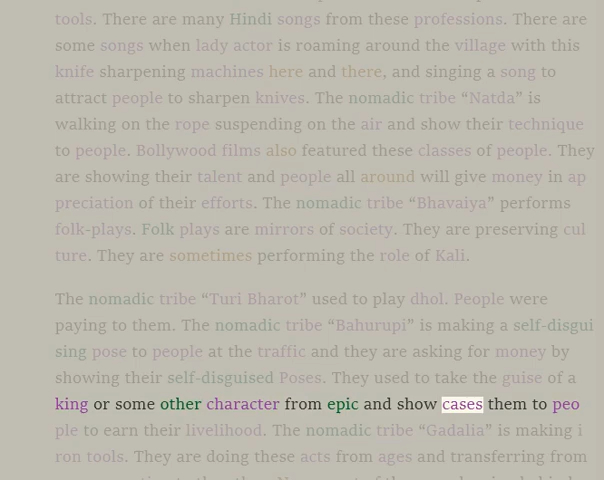 tools. There are many Hindi songs from these professions. There are
some songs when lady actor is roaming around the village with this
knife sharpening machines here and there, and singing a song to
attract people to sharpen knives. The nomadic tribe “Natda” is
walking on the rope suspending on the air and show their technique
to people. Bollywood films also featured these classes of people. They
are showing their talent and people all around will give money in ap
preciation of their efforts. The nomadic tribe “Bhavaiya” performs
folk-plays. Folk plays are mirrors of society. They are preserving cul
ture. They are sometimes performing the role of Kali.
The nomadic tribe “Turi Bharot” used to play dhol. People were
paying to them. The nomadic tribe “Bahurupi” is making a self-disgui
sing pose to people at the traffic and they are asking for money by
showing their self-disguised Poses. They used to take the guise of a
king or some other character from epic and show cases them to peo
ple to earn their livelihood. The nomadic tribe “Gadalia” is making i
ron tools. They are doing these acts from ages and transferring from